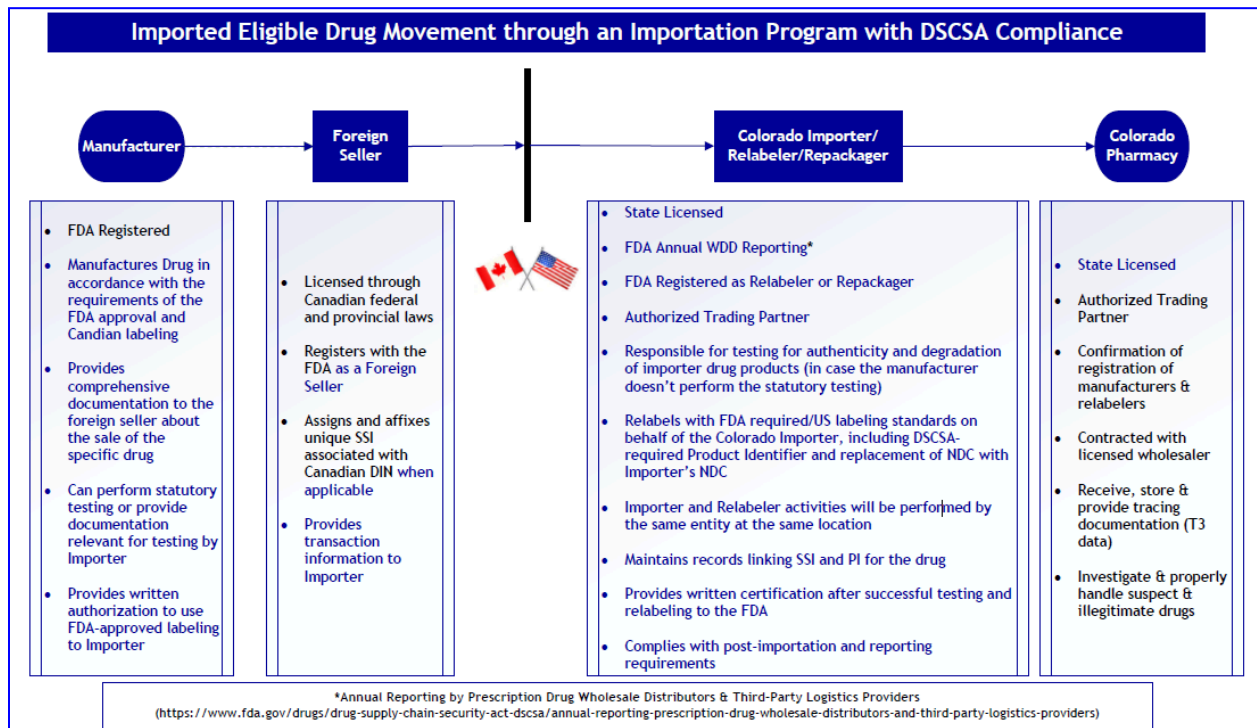 Imported Eligible Drug Movement through an Importation Program with DSCSA Compliance
Manufacturer
Foreign
Seller
Colorado Importer/
Relabeler/Repackager
Colorado
Pharmacy
• FDA Registered
• Manufactures Drug in
accordance with the
requirements of the
FDA approval and
Candian labeling
• Provides
comprehensive
documentation to the
foreign seller about
the sale of the
specific drug
• Can perform statutory
testing or provide
documentation
relevant for testing by
Importer
• Provides written
authorization to use
FDA-approved labeling
to Importer
• Licensed through
Canadian federal
and provincial laws
• Registers with the
FDA as a Foreign
Seller
• Assigns and affixes
unique SSI
associated with
Canadian DIN when
applicable
• Provides
transaction
information to
Importer
• State Licensed
• FDA Annual WDD Reporting*
• FDA Registered as Relabeler or Repackager
• Authorized Trading Partner
• Responsible for testing for authenticity and degradation
of importer drug products (in case the manufacturer
doesn't perform the statutory testing)
• Relabels with FDA required/US labeling standards on
behalf of the Colorado Importer, including DSCSA-
required Product Identifier and replacement of NDC with
Importer's NDC
• Importer and Relabeler activities will be performed by
the same entity at the same location
• Maintains records linking SSI and PI for the drug
• Provides written certification after successful testing and
relabeling to the FDA
• Complies with post-importation and reporting
requirements
• State Licensed
• Authorized Trading
Partner
• Confirmation of
registration of
manufacturers &
relabelers
• Contracted with
licensed wholesaler
• Receive, store &
provide tracing
documentation (T3
data)
• Investigate & properly
handle suspect &
illegitimate drugs
*Annual Reporting by Prescription Drug Wholesale Distributors & Third-Party Logistics Providers
(https://www.fda.gov/drugs/drug-supply-chain-security-act-dscsa/annual-reporting-prescription-drug-wholesale-distributors-and-third-party-logistics-providers)